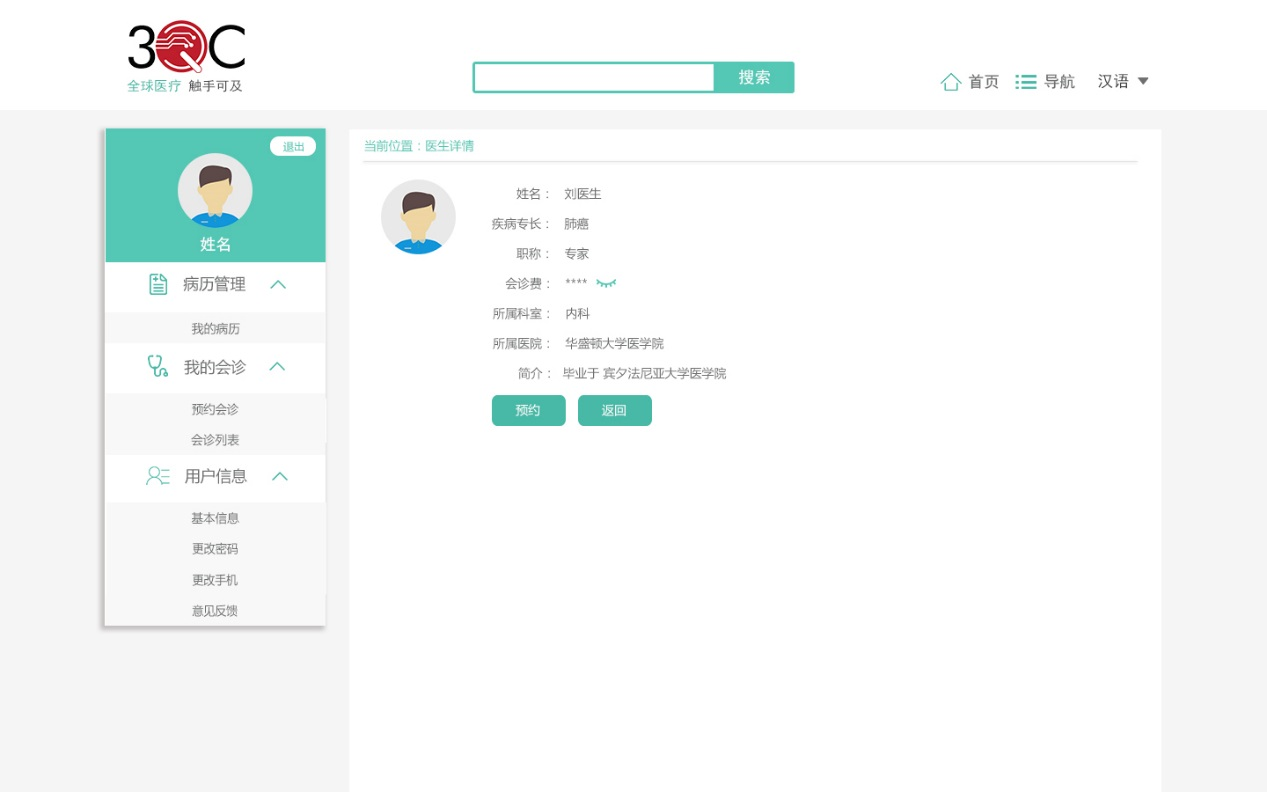 3QC
全球医疗 触手可及
搜索
首页 导航 汉语
退出
姓名
病历管理
我的病历
我的会诊
预约会诊
会诊列表
用户信息
基本信息
更改密码
更改手机
意见反馈
当前位置：医生详情
姓名： 刘医生
疾病专长： 肺癌
职称： 专家
会诊费： ****
所属科室： 内科
所属医院： 华盛顿大学医学院
简介： 毕业于 宾夕法尼亚大学医学院
预约 返回